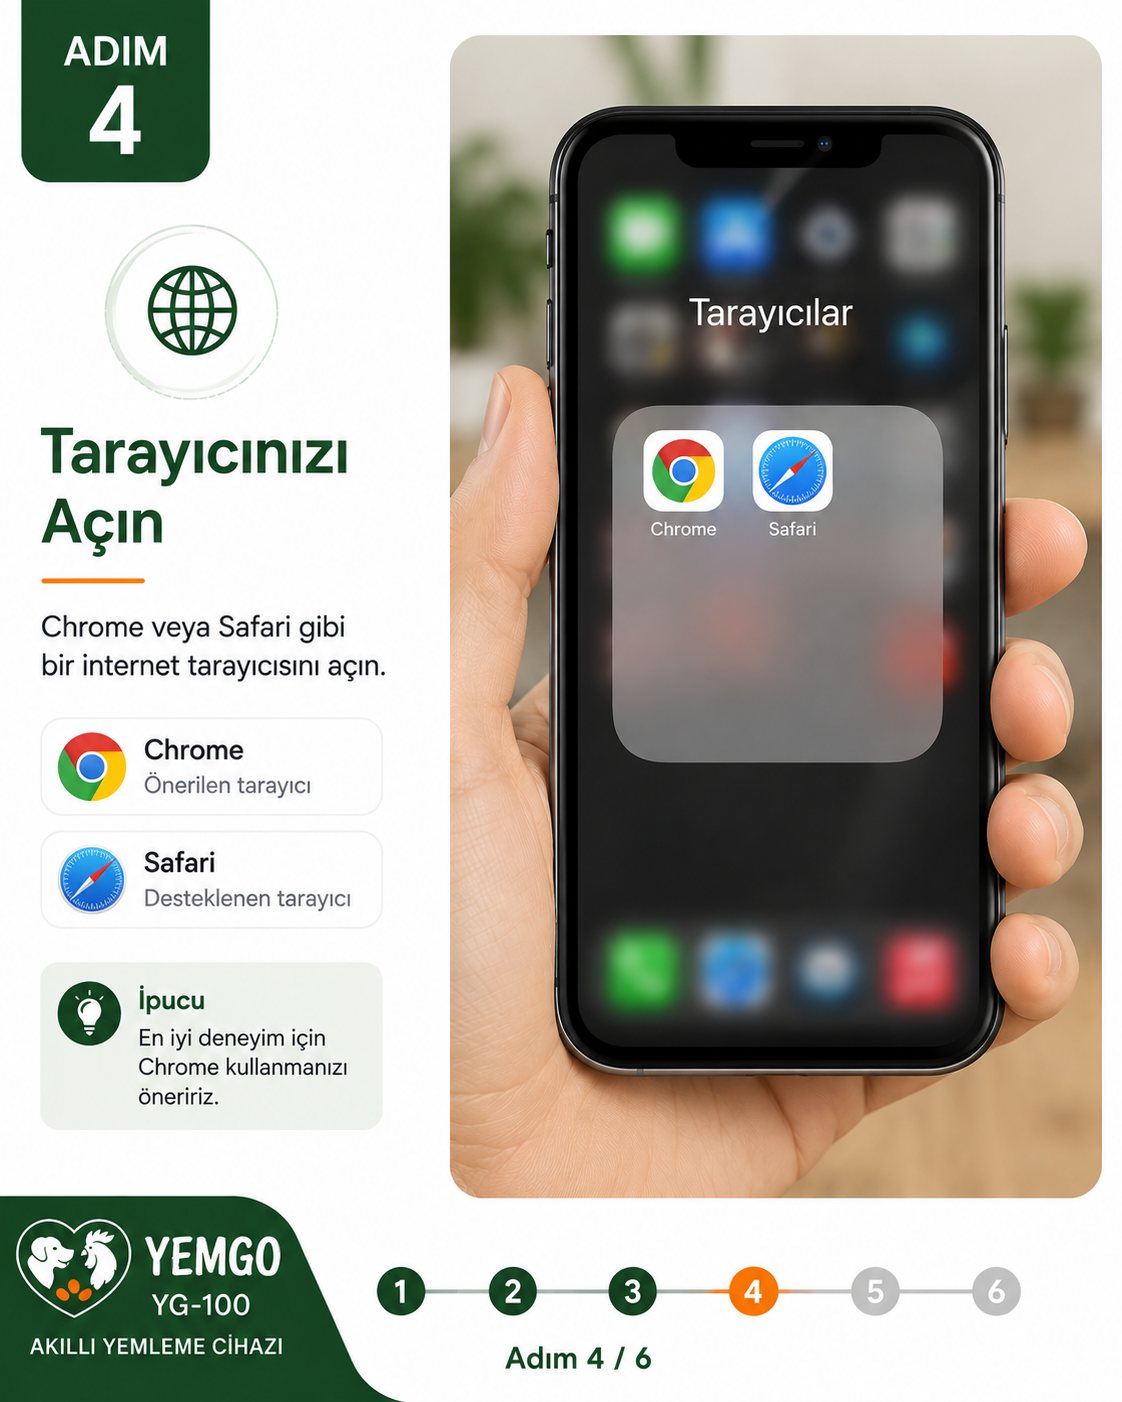 ADIM
4
Tarayıcınızı
Açın
Chrome veya Safari gibi
bir internet tarayıcısını açın.
Chrome
Önerilen tarayıcı
Safari
Desteklenen tarayıcı
İpucu
En iyi deneyim için
Chrome kullanmanızı
öneririz.
Tarayıcılar
Chrome
Safari
YEMGO
YG-100
AKILLI YEMLEME CİHAZI
1
2
3
4
5
6
Adım 4 / 6